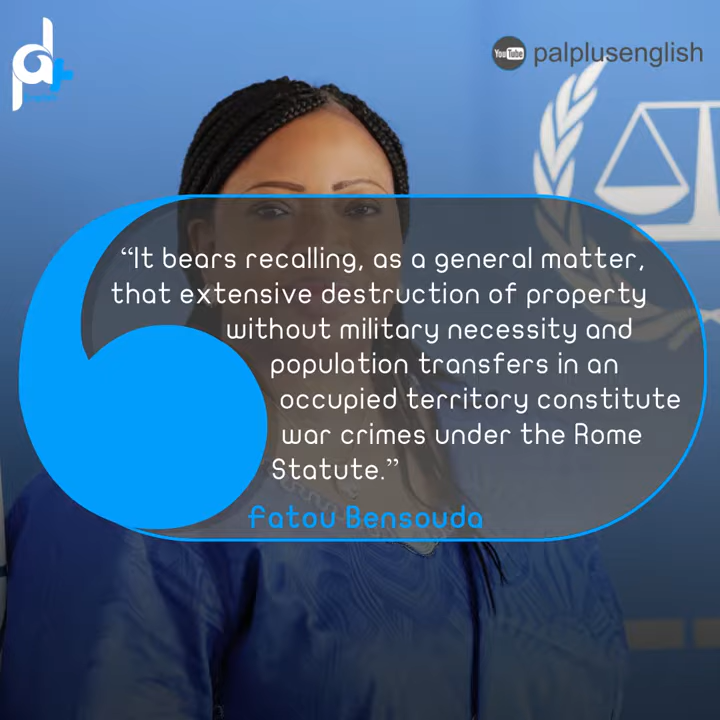 YouTube palplusenglish
“It bears recalling, as a general matter,
that extensive destruction of property
without military necessity and
population transfers in an
occupied territory constitute
war crimes under the Rome
Statute.”
Fatou Bensouda